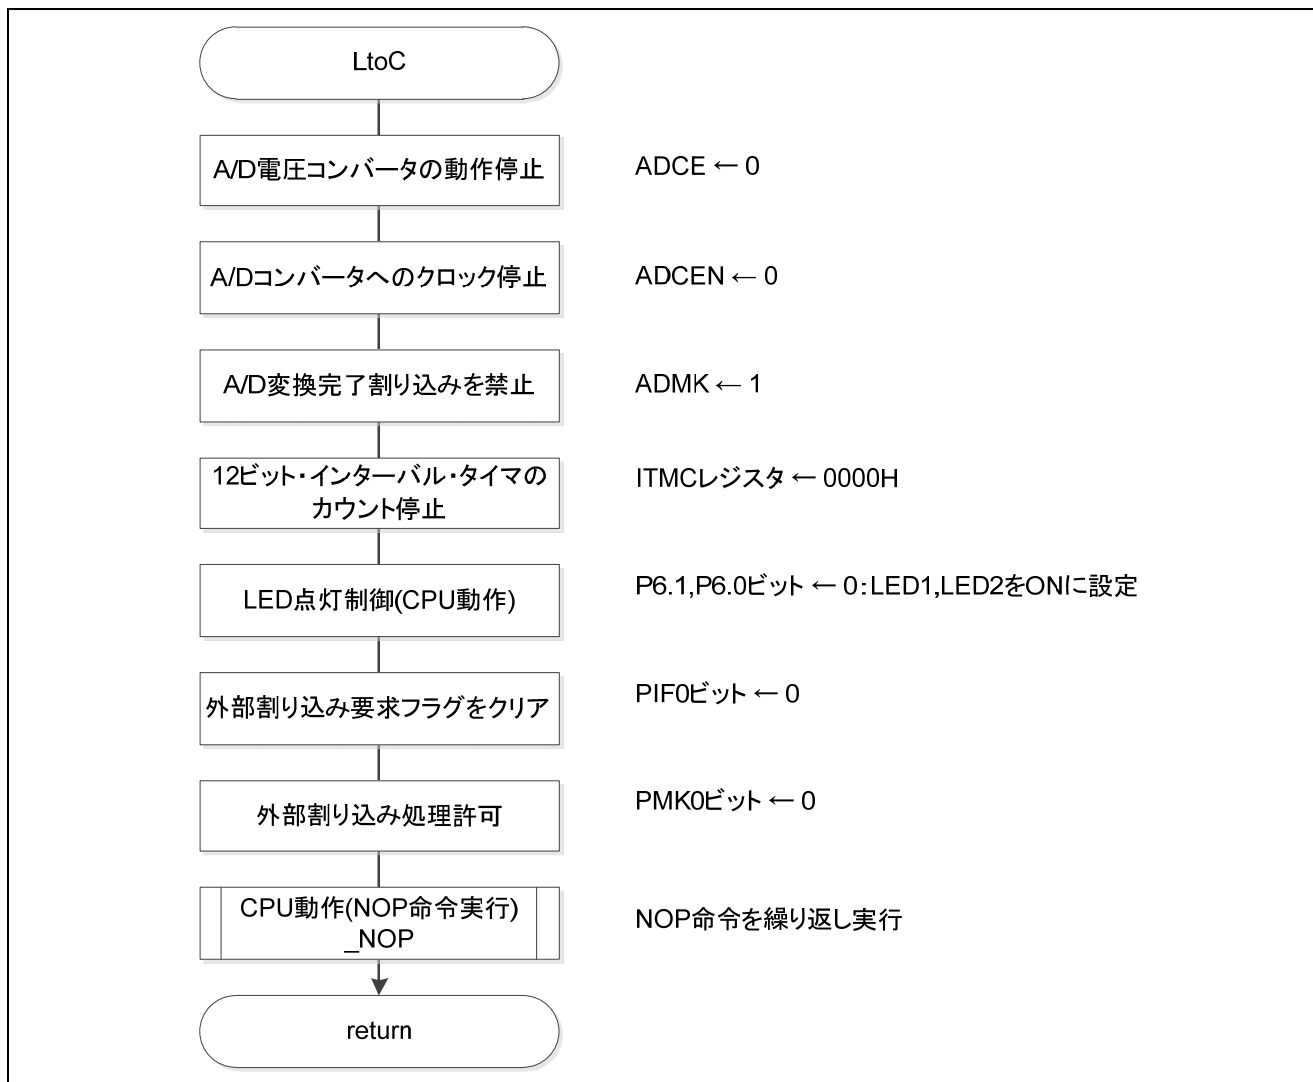 LtoC
A/D電圧コンバータの動作停止
ADCE ← 0
A/Dコンバータへのクロック停止
ADCEN ← 0
A/D変換完了割り込みを禁止
ADMK ← 1
12ビット・インターバル・タイマの
カウント停止
ITMCレジスタ ← 0000H
LED点灯制御(CPU動作)
P6.1,P6.0ビット ← 0:LED1,LED2をONに設定
外部割り込み要求フラグをクリア
PIF0ビット ← 0
外部割り込み処理許可
PMK0ビット ← 0
CPU動作(NOP命令実行)
_NOP
NOP命令を繰り返し実行
return